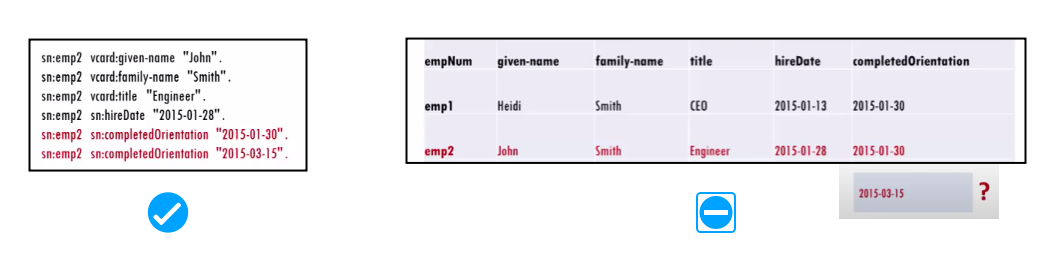 sn:emp2 vcard:given-name "John".
sn:emp2 vcard:family-name "Smith".
sn:emp2 vcard:title "Engineer".
sn:emp2 sn:hireDate "2015-01-28".
sn:emp2 sn:completedOrientation "2015-01-30".
sn:emp2 sn:completedOrientation "2015-03-15".
empNum given-name family-name title hireDate completedOrientation
emp1 Heidi Smith CEO 2015-01-13 2015-01-30
emp2 John Smith Engineer 2015-01-28 2015-01-30
2015-03-15 ?